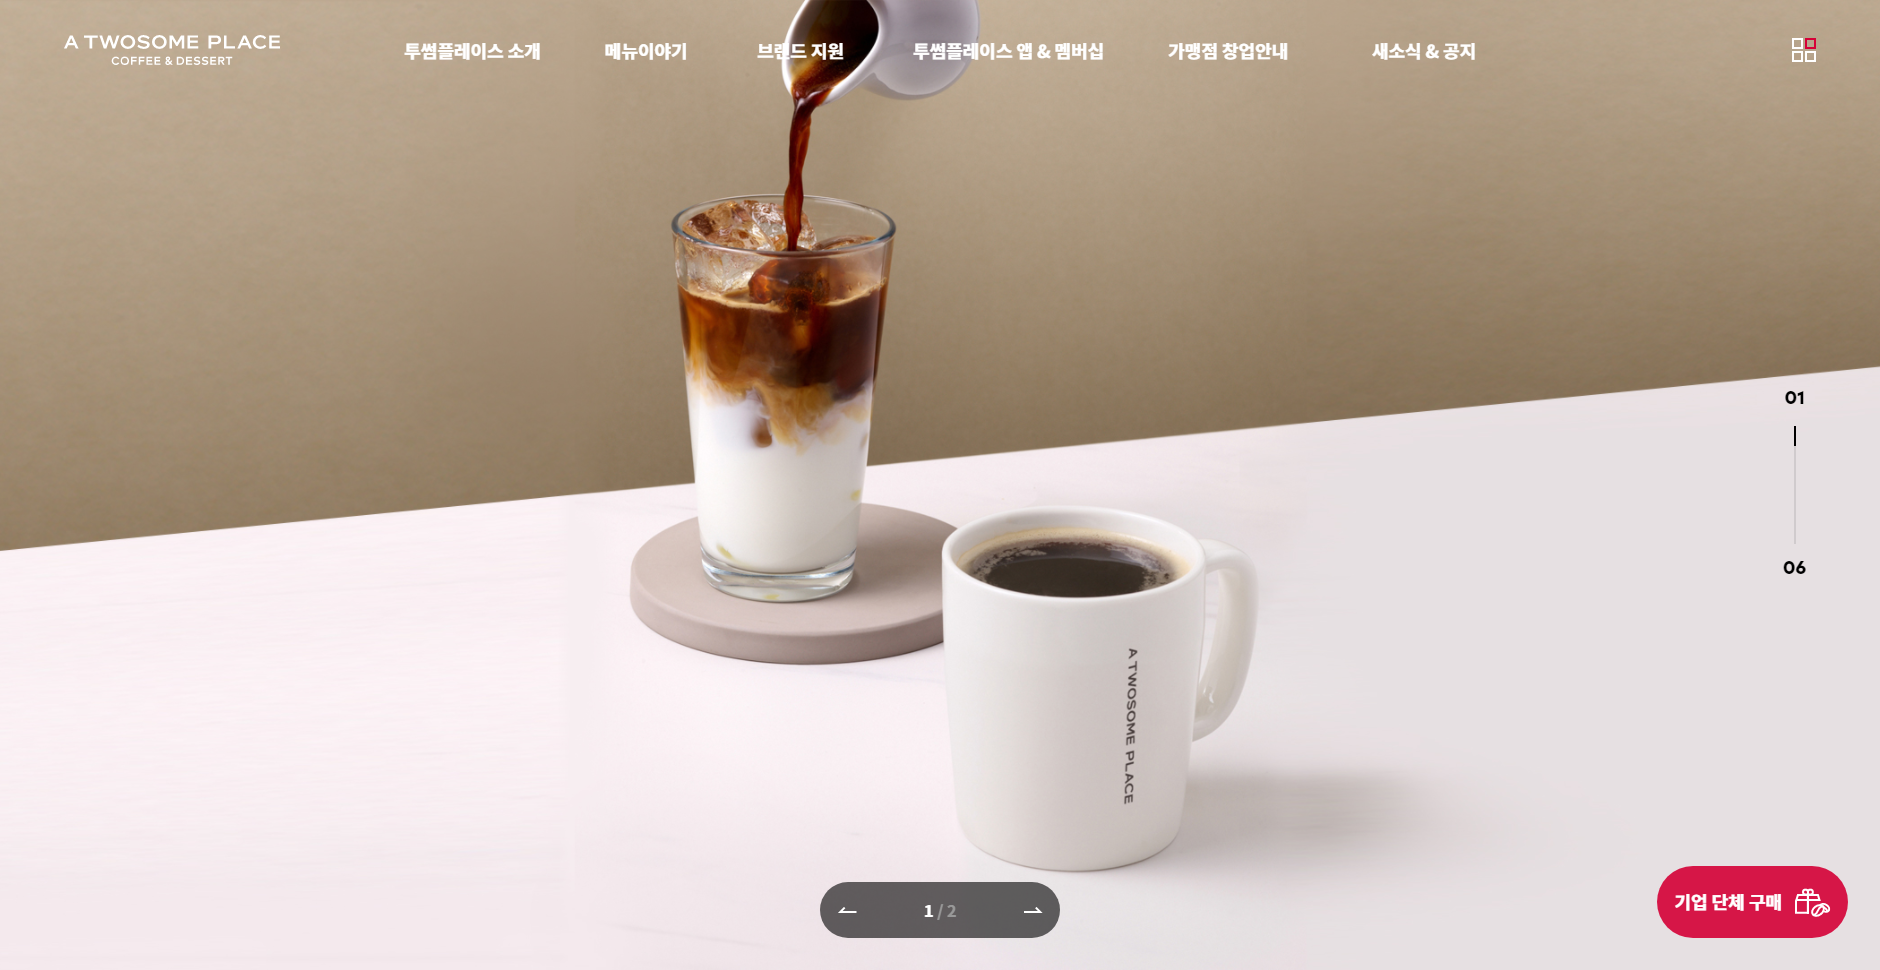 A TWOSOME PLACE
COFFEE & DESSERT
투썸플레이스 소개
메뉴이야기
브랜드 지원
투썸플레이스 앱 & 멤버십
가맹점 창업안내
새소식 & 공지
01
06
A TWOSOME PLACE
1 / 2
기업 단체 구매